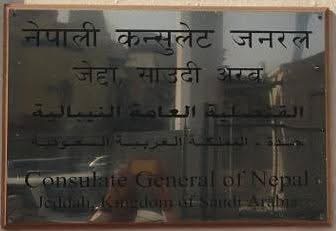 नेपाली कन्सुलेट जनरल
जेद्दा, साउदी अरब
القنصلية العامة النيبالية
جدة، المملكة العربية السعودية
Consulate General of Nepal
Jeddah, Kingdom of Saudi Arabia